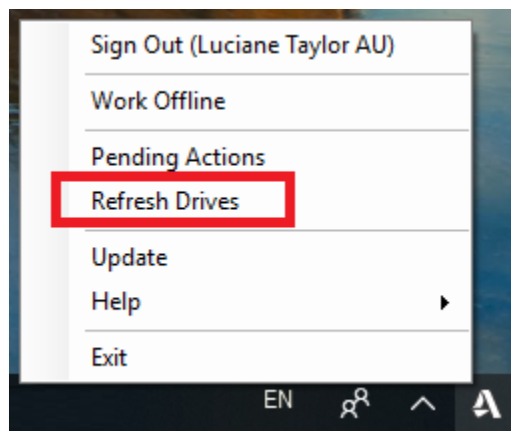 Sign Out (Luciane Taylor AU)
Work Offline
Pending Actions
Refresh Drives
Update
Help
Exit
EN